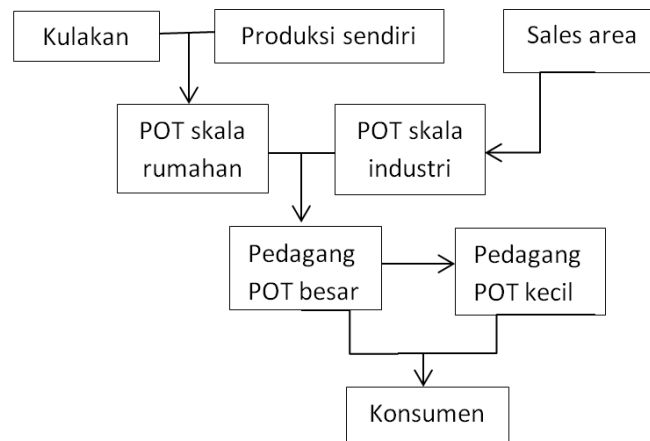 Kulakan
Produksi sendiri
Sales area
POT skala
rumahan
POT skala
industri
Pedagang
POT besar
Pedagang
POT kecil
Konsumen